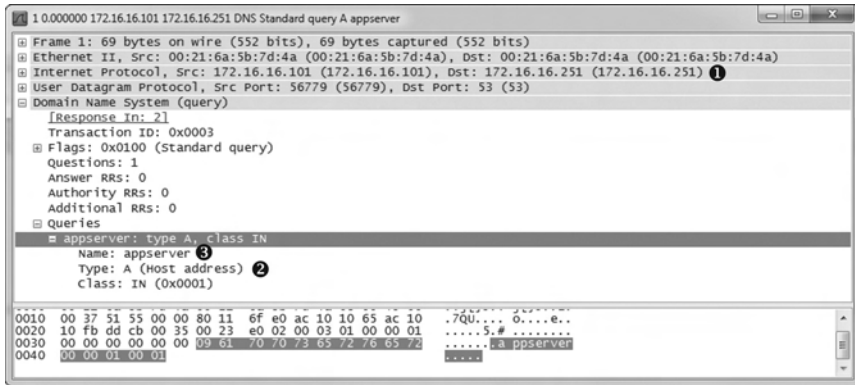 1 0.000000 172.16.16.101 172.16.16.251 DNS Standard query A appserver
Frame 1: 69 bytes on wire (552 bits), 69 bytes captured (552 bits)
Ethernet II, Src: 00:21:6a:5b:7d:4a (00:21:6a:5b:7d:4a), Dst: 00:21:6a:5b:7d:4a (00:21:6a:5b:7d:4a)
Internet Protocol, Src: 172.16.16.101 (172.16.16.101), Dst: 172.16.16.251 (172.16.16.251) ❶
User Datagram Protocol, Src Port: 56779 (56779), Dst Port: 53 (53)
Domain Name System (query)
[Response In: 2]
Transaction ID: 0x0003
Flags: 0x0100 (Standard query)
Questions: 1
Answer RRs: 0
Authority RRs: 0
Additional RRs: 0
Queries
appserver: type A, class IN
Name: appserver ❸
Type: A (Host address) ❷
Class: IN (0x0001)
0010 00 37 51 55 00 00 80 11 6f e0 ac 10 10 65 ac 10 .7QU.... o....e..
0020 10 fb dd cb 00 35 00 23 e0 02 00 03 01 00 00 01 .....5.# ........
0030 00 00 00 00 00 00 09 61 70 70 73 65 72 76 65 72 .......a ppserver
0040 00 00 01 00 01 .....